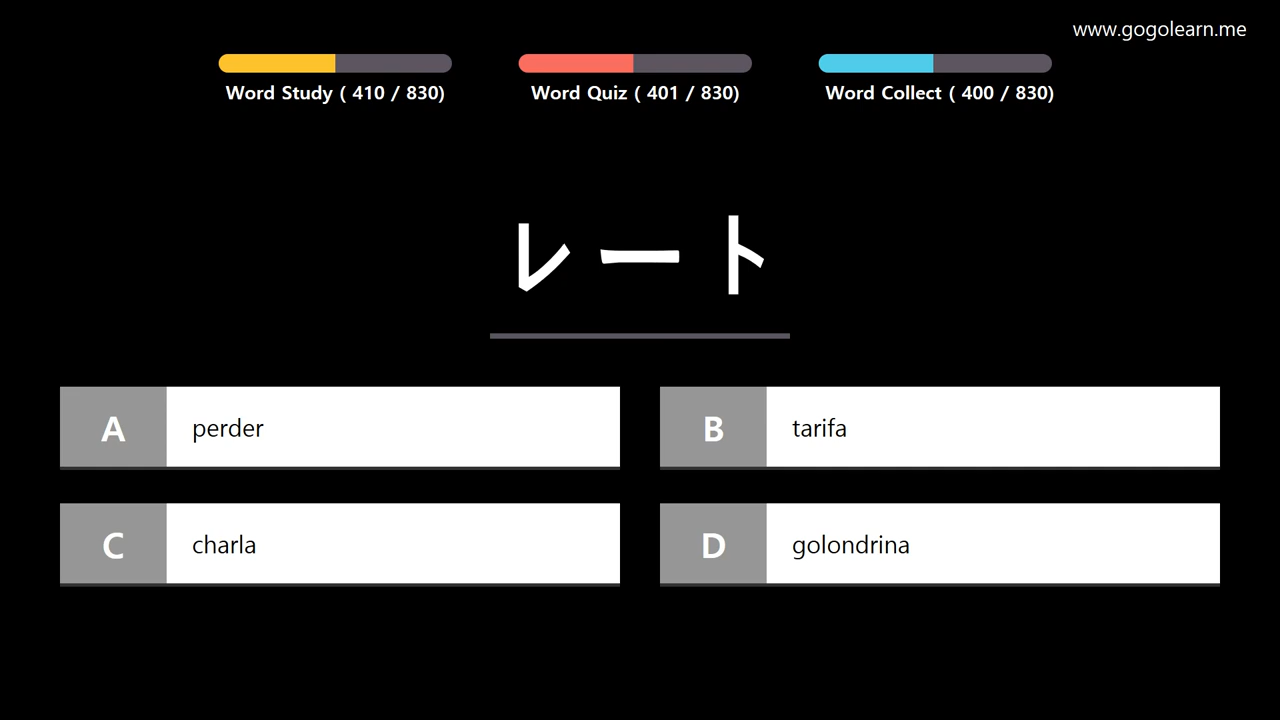 www.gogolearn.me
Word Study ( 410 / 830)
Word Quiz ( 401 / 830)
Word Collect ( 400 / 830)
レート
A perder
B tarifa
C charla
D golondrina